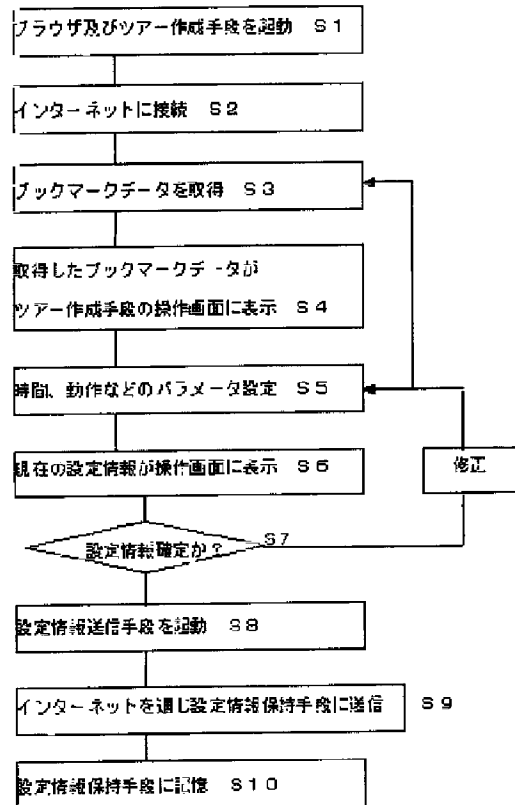 ブラウザ及びツアー作成手段を起動　Ｓ１
インターネットに接続　Ｓ２
ブックマークデータを取得　Ｓ３
取得したブックマークデータが
ツアー作成手段の操作画面に表示　Ｓ４
時間、動作などのパラメータ設定　Ｓ５
現在の設定情報が操作画面に表示　Ｓ６
修正
設定情報確定か？
Ｓ７
設定情報送信手段を起動　Ｓ８
インターネットを通じ設定情報保持手段に送信　Ｓ９
設定情報保持手段に記憶　Ｓ１０